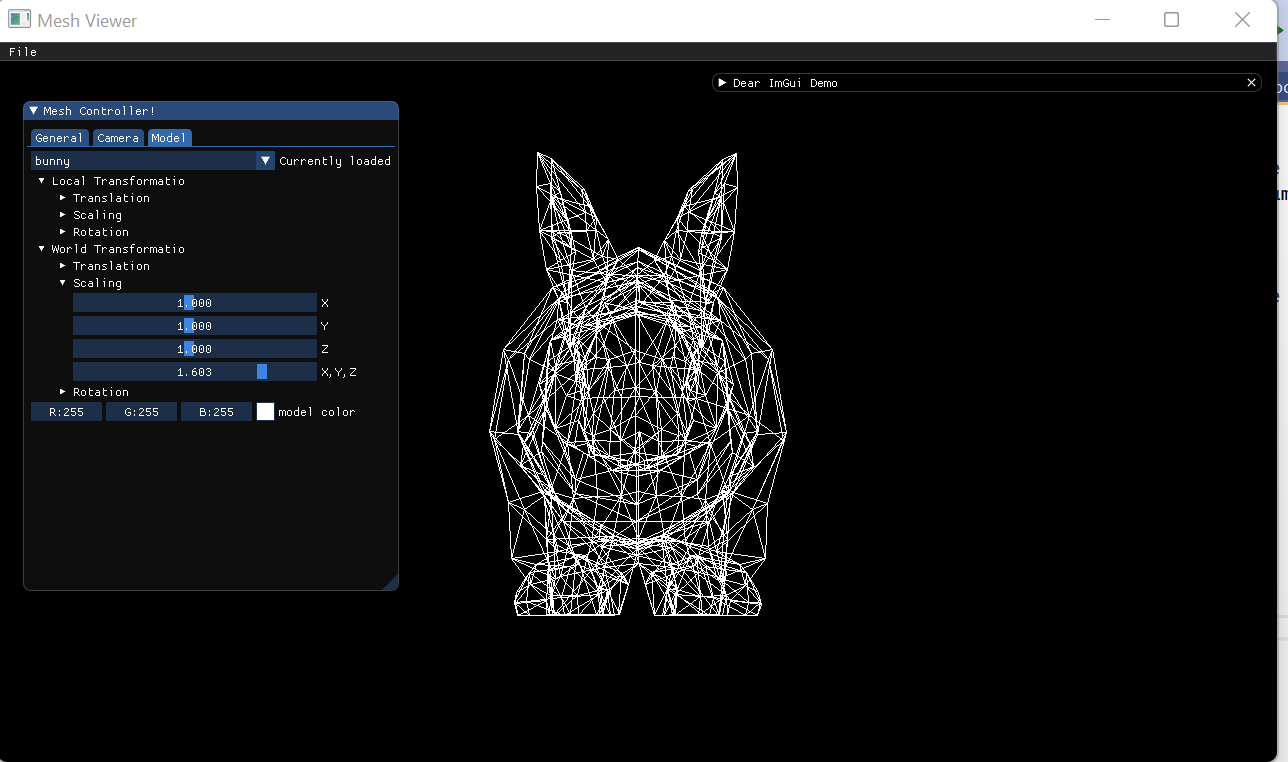 Mesh Viewer
File
Dear ImGui Demo
Mesh Controller!
General Camera Model
bunny Currently loaded
Local Transformatio
Translation
Scaling
Rotation
World Transformatio
Translation
Scaling
1.000 X
1.000 Y
1.000 Z
1.603 X,Y,Z
Rotation
R:255 G:255 B:255 model color